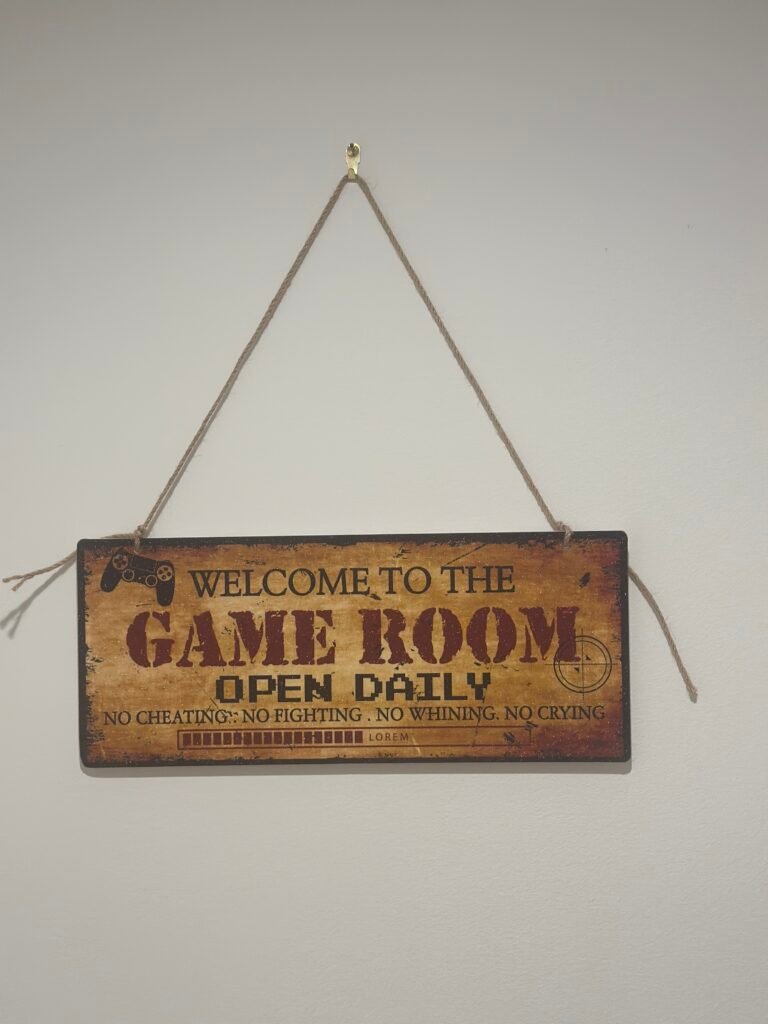 WELCOME TO THE
GAME ROOM
OPEN DAILY
NO CHEATING. NO FIGHTING . NO WHINING. NO CRYING
LOREM